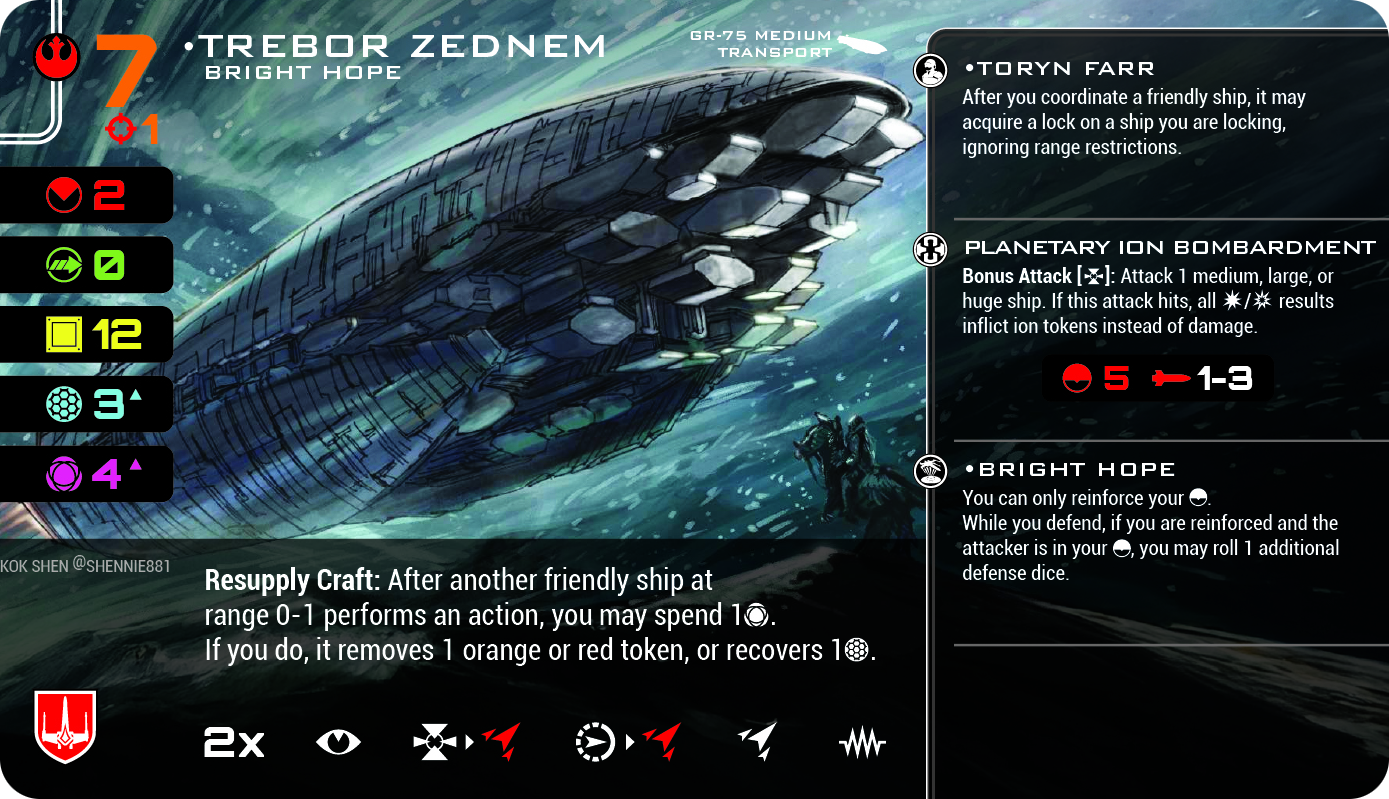 7
1
•TREBOR ZEDNEM
BRIGHT HOPE
GR-75 MEDIUM
TRANSPORT
2
0
12
3
4
KOK SHEN @SHENNIE881
Resupply Craft: After another friendly ship at
range 0-1 performs an action, you may spend 1.
If you do, it removes 1 orange or red token, or recovers 1.
2x
•TORYN FARR
After you coordinate a friendly ship, it may
acquire a lock on a ship you are locking,
ignoring range restrictions.
PLANETARY ION BOMBARDMENT
Bonus Attack []: Attack 1 medium, large, or
huge ship. If this attack hits, all / results
inflict ion tokens instead of damage.
5 1-3
•BRIGHT HOPE
You can only reinforce your .
While you defend, if you are reinforced and the
attacker is in your , you may roll 1 additional
defense dice.